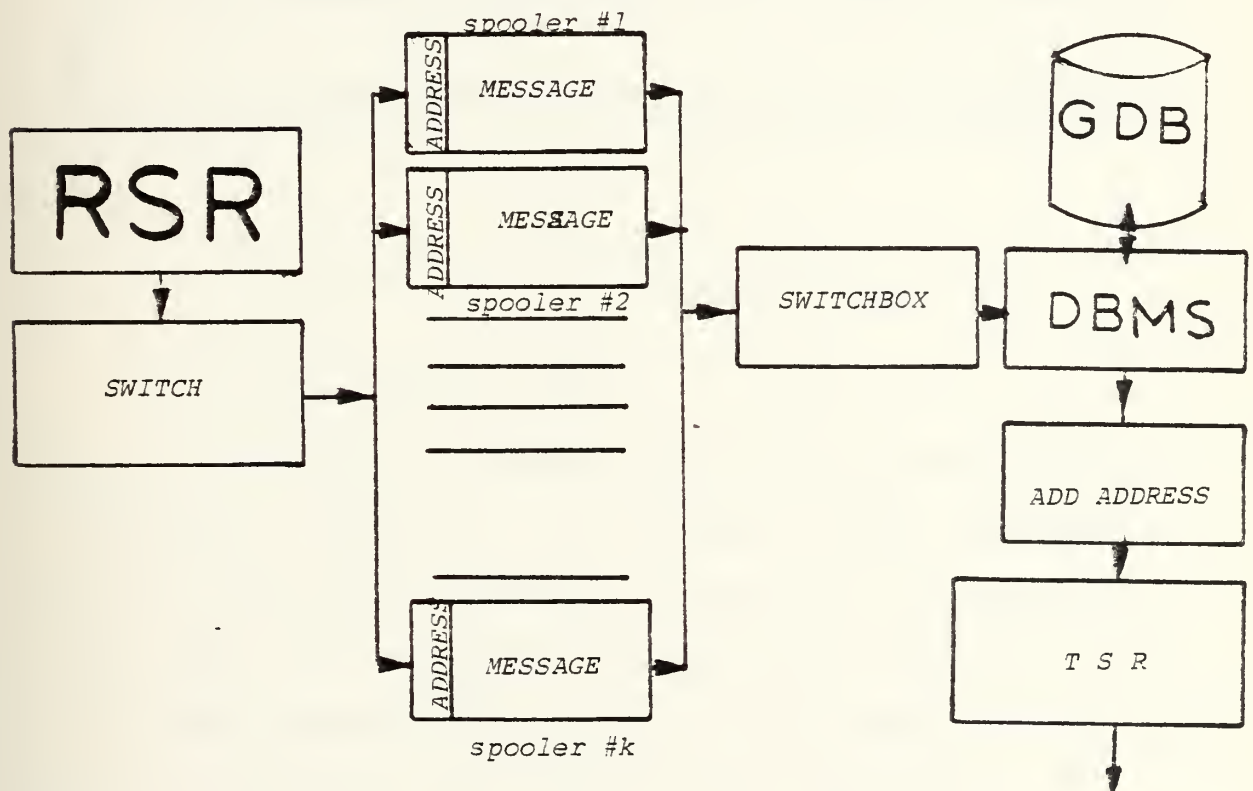 spooler #1
ADDRESS
MESSAGE
RSR
ADDRESS
MESSAGE
spooler #2
SWITCH
SWITCHBOX
GDB
DBMS
ADD ADDRESS
T S R
ADDRESS
MESSAGE
spooler #k